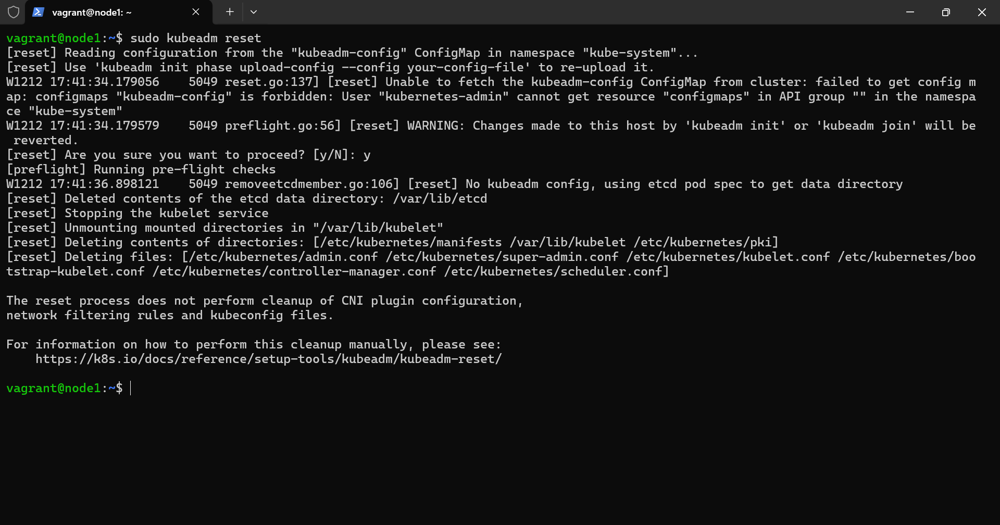 vagrant@node1: ~
vagrant@node1:~$ sudo kubeadm reset
[reset] Reading configuration from the "kubeadm-config" ConfigMap in namespace "kube-system"...
[reset] Use 'kubeadm init phase upload-config --config your-config-file' to re-upload it.
W1212 17:41:34.179056    5049 reset.go:137] [reset] Unable to fetch the kubeadm-config ConfigMap from cluster: failed to get config m
ap: configmaps "kubeadm-config" is forbidden: User "kubernetes-admin" cannot get resource "configmaps" in API group "" in the namespa
ce "kube-system"
W1212 17:41:34.179579    5049 preflight.go:56] [reset] WARNING: Changes made to this host by 'kubeadm init' or 'kubeadm join' will be
 reverted.
[reset] Are you sure you want to proceed? [y/N]: y
[preflight] Running pre-flight checks
W1212 17:41:36.898121    5049 removeetcdmember.go:106] [reset] No kubeadm config, using etcd pod spec to get data directory
[reset] Deleted contents of the etcd data directory: /var/lib/etcd
[reset] Stopping the kubelet service
[reset] Unmounting mounted directories in "/var/lib/kubelet"
[reset] Deleting contents of directories: [/etc/kubernetes/manifests /var/lib/kubelet /etc/kubernetes/pki]
[reset] Deleting files: [/etc/kubernetes/admin.conf /etc/kubernetes/super-admin.conf /etc/kubernetes/kubelet.conf /etc/kubernetes/boo
tstrap-kubelet.conf /etc/kubernetes/controller-manager.conf /etc/kubernetes/scheduler.conf]

The reset process does not perform cleanup of CNI plugin configuration,
network filtering rules and kubeconfig files.

For information on how to perform this cleanup manually, please see:
    https://k8s.io/docs/reference/setup-tools/kubeadm/kubeadm-reset/

vagrant@node1:~$